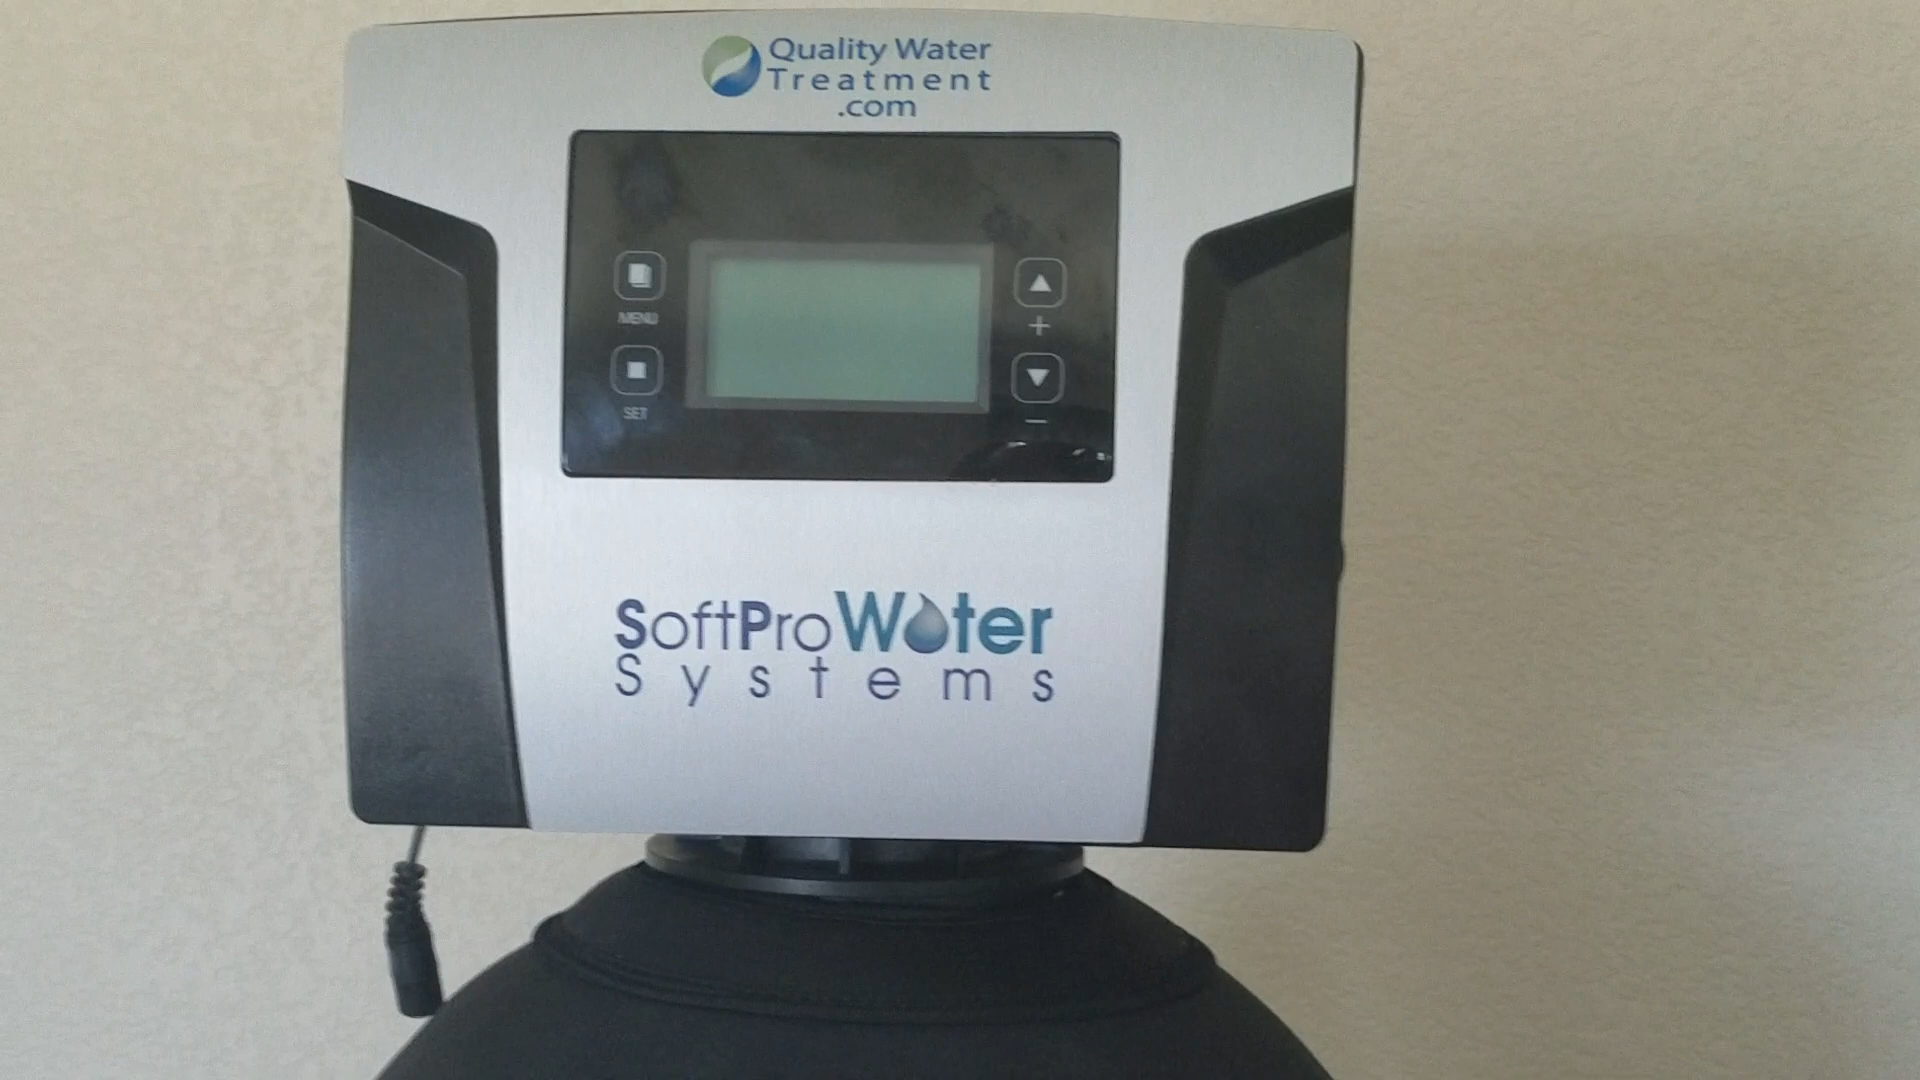 Quality Water
Treatment
.com
MENU
+
SET
−
SoftProWater
Systems